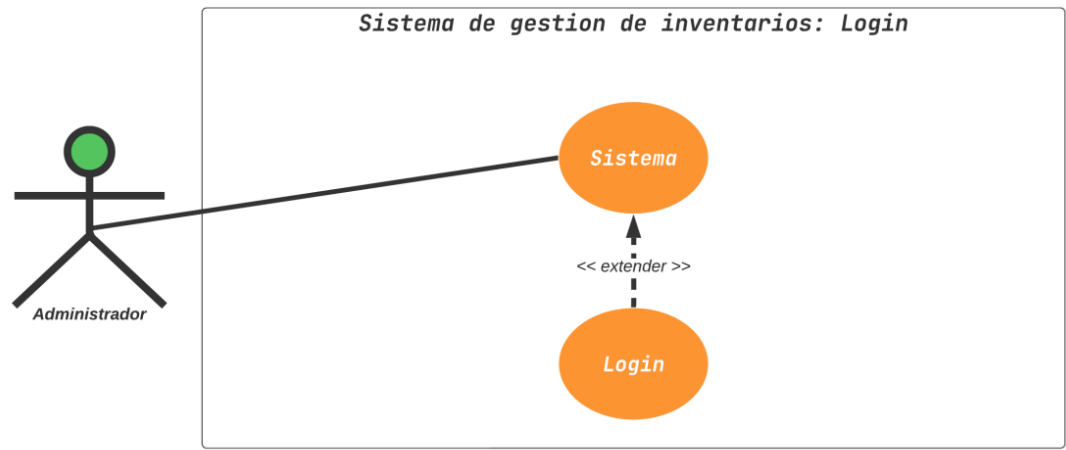 Sistema de gestion de inventarios: Login
Sistema
<< extender >>
Administrador
Login